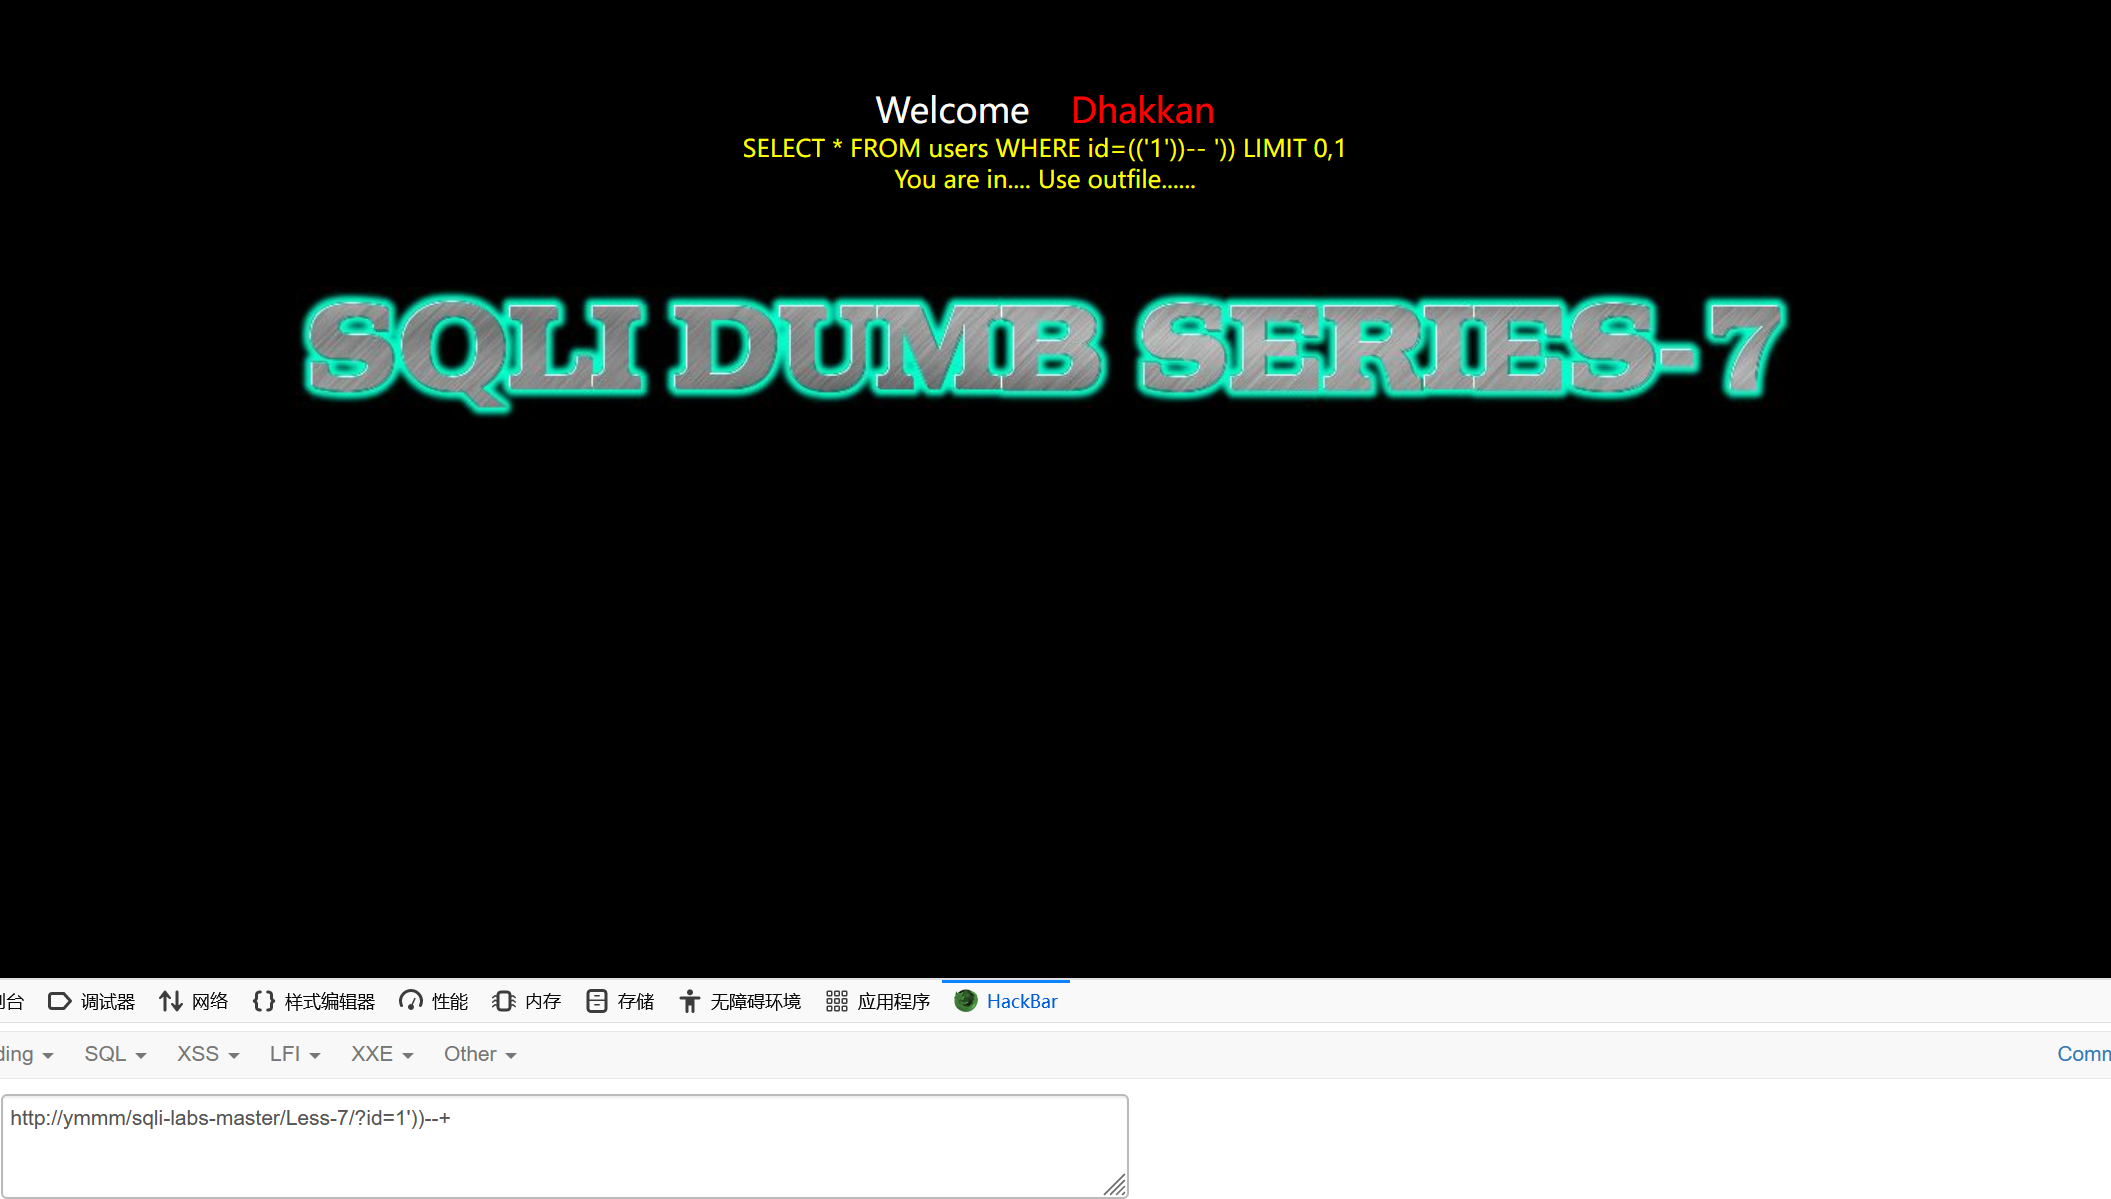 Welcome Dhakkan
SELECT * FROM users WHERE id=(('1'))-- ')) LIMIT 0,1
You are in.... Use outfile......
SQLI DUMB SERIES-7
台 调试器 网络 样式编辑器 性能 内存 存储 无障碍环境 应用程序 HackBar
ding SQL XSS LFI XXE Other Comm
http://ymmm/sqli-labs-master/Less-7/?id=1'))--+